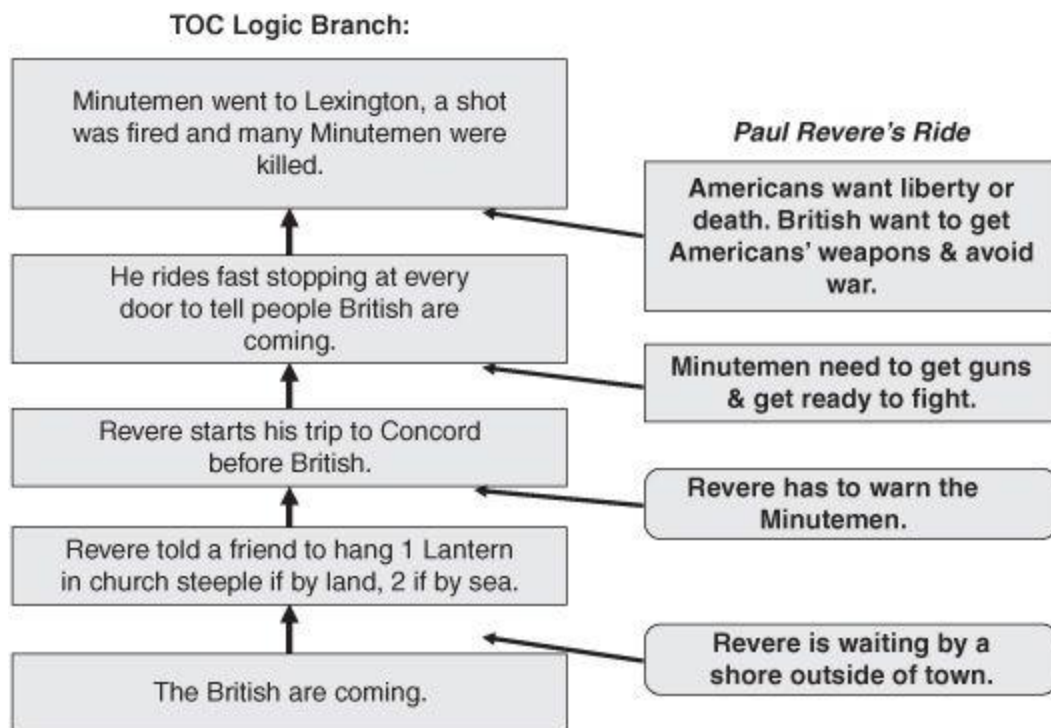 TOC Logic Branch:
Minutemen went to Lexington, a shot
was fired and many Minutemen were
killed.
He rides fast stopping at every
door to tell people British are
coming.
Revere starts his trip to Concord
before British.
Revere told a friend to hang 1 Lantern
in church steeple if by land, 2 if by sea.
The British are coming.
Paul Revere's Ride
Americans want liberty or
death. British want to get
Americans' weapons & avoid
war.
Minutemen need to get guns
& get ready to fight.
Revere has to warn the
Minutemen.
Revere is waiting by a
shore outside of town.